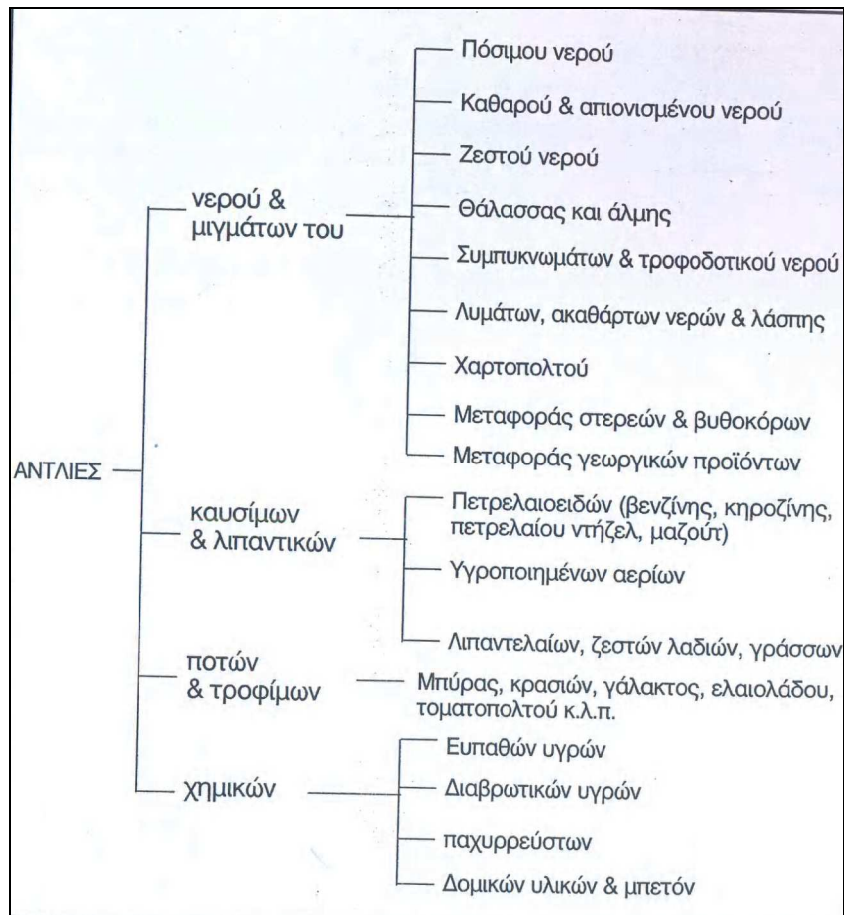 ΑΝΤΛΙΕΣ
νερού &
μιγμάτων του
Πόσιμου νερού
Καθαρού & απιονισμένου νερού
Ζεστού νερού
Θάλασσας και άλμης
Συμπυκνωμάτων & τροφοδοτικού νερού
Λυμάτων, ακαθάρτων νερών & λάσπης
Χαρτοπολτού
Μεταφοράς στερεών & βυθοκόρων
Μεταφοράς γεωργικών προϊόντων
καυσίμων
& λιπαντικών
Πετρελαιοειδών (βενζίνης, κηροζίνης,
πετρελαίου ντήζελ, μαζούτ)
Υγροποιημένων αερίων
Λιπαντελαίων, ζεστών λαδιών, γράσσων
ποτών
& τροφίμων
Μπύρας, κρασιών, γάλακτος, ελαιολάδου,
τοματοπολτού κ.λ.π.
χημικών
Ευπαθών υγρών
Διαβρωτικών υγρών
παχυρρεύστων
Δομικών υλικών & μπετόν